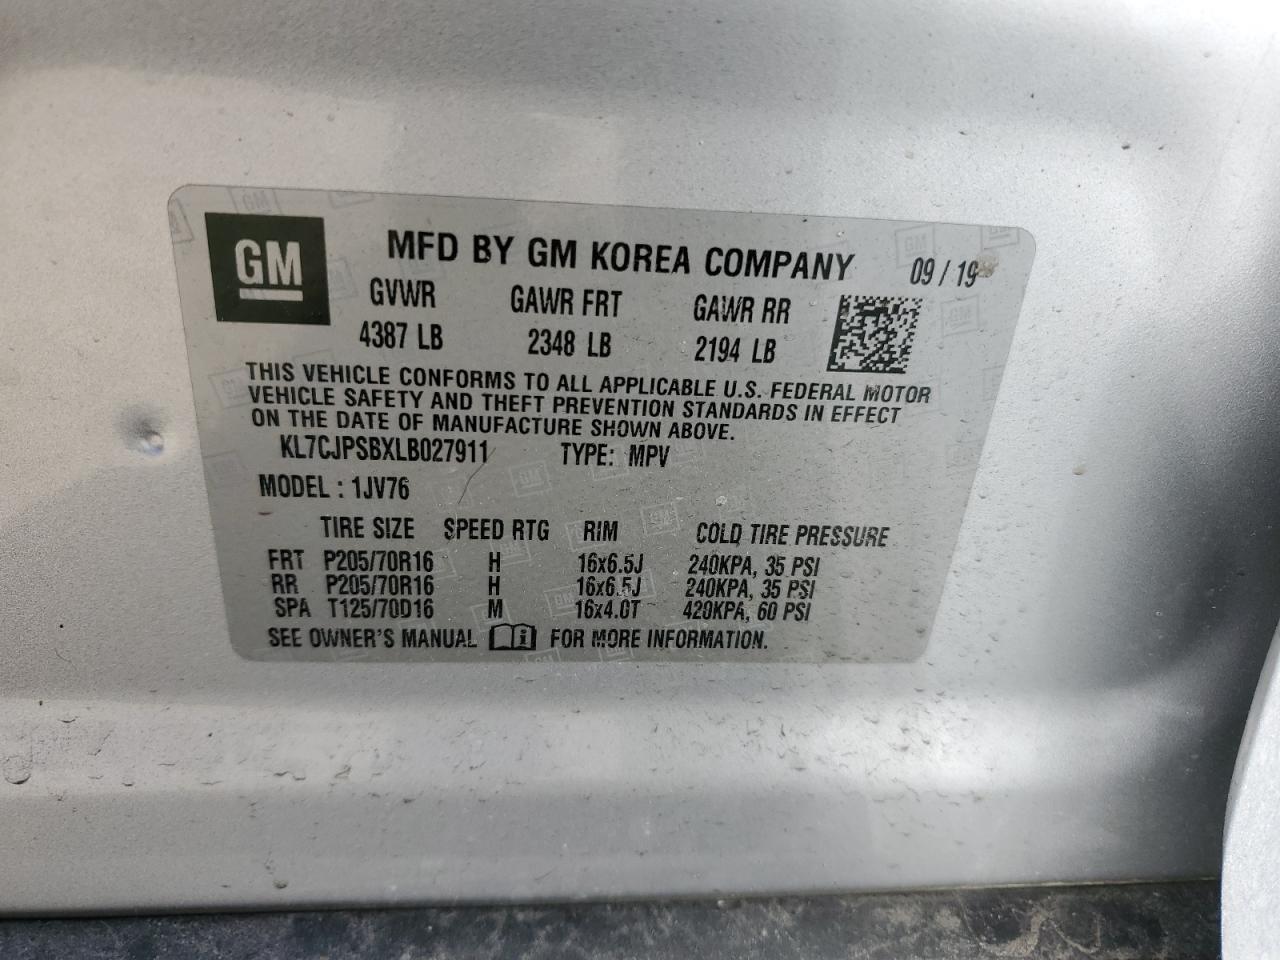 GM
MFD BY GM KOREA COMPANY 09 / 19
GVWR GAWR FRT GAWR RR
4387 LB 2348 LB 2194 LB
THIS VEHICLE CONFORMS TO ALL APPLICABLE U.S. FEDERAL MOTOR
VEHICLE SAFETY AND THEFT PREVENTION STANDARDS IN EFFECT
ON THE DATE OF MANUFACTURE SHOWN ABOVE.
KL7CJPSBXLB027911 TYPE: MPV
MODEL : 1JV76
TIRE SIZE SPEED RTG RIM COLD TIRE PRESSURE
FRT P205/70R16 H 16x6.5J 240KPA, 35 PSI
RR P205/70R16 H 16x6.5J 240KPA, 35 PSI
SPA T125/70D16 M 16x4.0T 420KPA, 60 PSI
SEE OWNER'S MANUAL i FOR MORE INFORMATION.